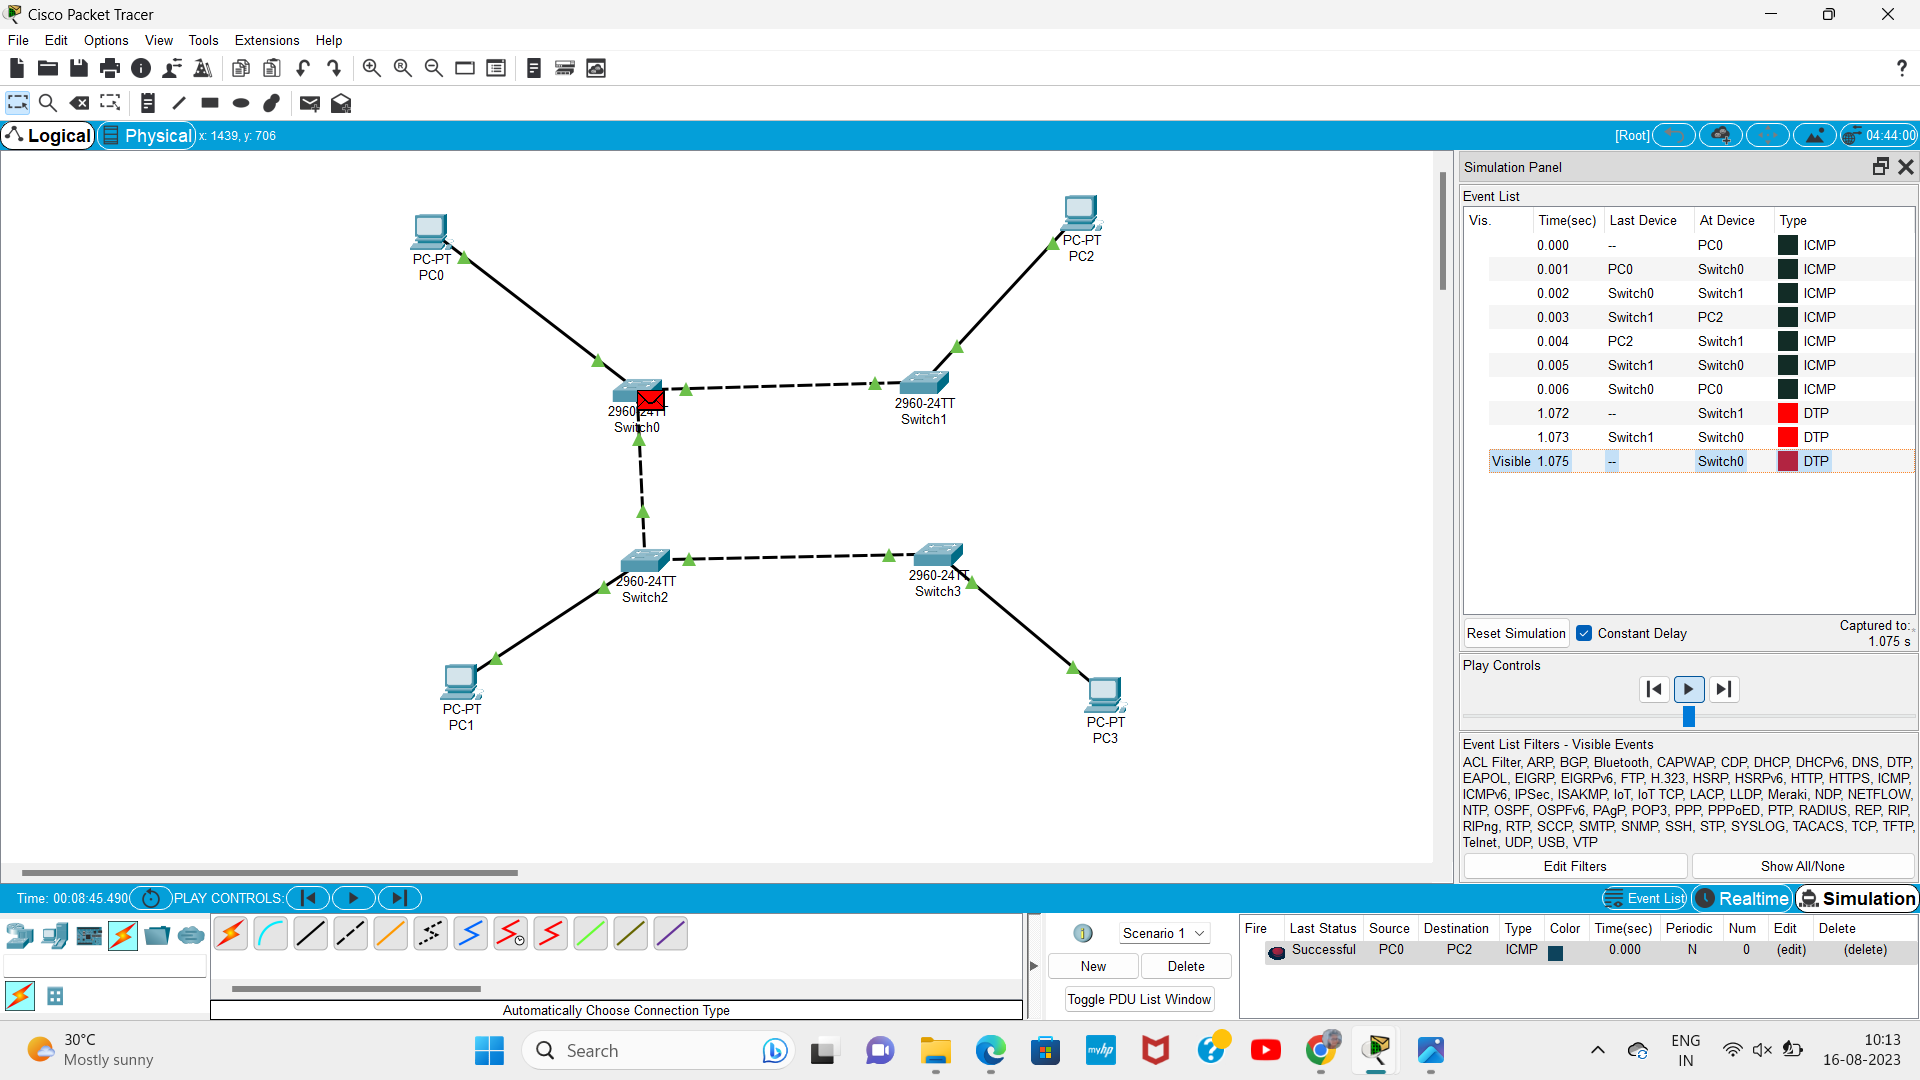 Cisco Packet Tracer
File Edit Options View Tools Extensions Help
?
Logical Physical x: 1439, y: 706 [Root] 04:44:00
PC-PT
PC0
PC-PT
PC2
2960-24TT
Switch0
2960-24TT
Switch1
2960-24TT
Switch2
2960-24TT
Switch3
PC-PT
PC1
PC-PT
PC3
Simulation Panel
Event List
Vis. Time(sec) Last Device At Device Type
0.000 -- PC0 ICMP
0.001 PC0 Switch0 ICMP
0.002 Switch0 Switch1 ICMP
0.003 Switch1 PC2 ICMP
0.004 PC2 Switch1 ICMP
0.005 Switch1 Switch0 ICMP
0.006 Switch0 PC0 ICMP
1.072 -- Switch1 DTP
1.073 Switch1 Switch0 DTP
Visible 1.075 -- Switch0 DTP
Reset Simulation Constant Delay Captured to:
1.075 s
Play Controls
Event List Filters - Visible Events
ACL Filter, ARP, BGP, Bluetooth, CAPWAP, CDP, DHCP, DHCPv6, DNS, DTP,
EAPOL, EIGRP, EIGRPv6, FTP, H.323, HSRP, HSRPv6, HTTP, HTTPS, ICMP,
ICMPv6, IPSec, ISAKMP, IoT, IoT TCP, LACP, LLDP, Meraki, NDP, NETFLOW,
NTP, OSPF, OSPFv6, PAgP, POP3, PPP, PPPoED, PTP, RADIUS, REP, RIP,
RIPng, RTP, SCCP, SMTP, SNMP, SSH, STP, SYSLOG, TACACS, TCP, TFTP,
Telnet, UDP, USB, VTP
Edit Filters Show All/None
Time: 00:08:45.490 PLAY CONTROLS: Event List Realtime Simulation
Automatically Choose Connection Type
Scenario 1
New Delete
Toggle PDU List Window
Fire Last Status Source Destination Type Color Time(sec) Periodic Num Edit Delete
Successful PC0 PC2 ICMP 0.000 N 0 (edit) (delete)
30°C
Mostly sunny
Search
myhp
ENG
IN
10:13
16-08-2023